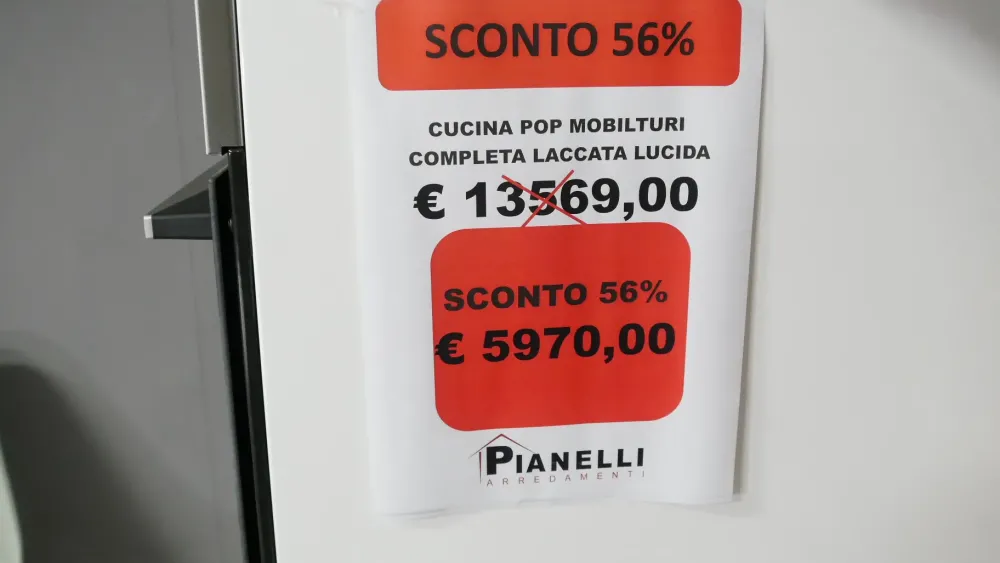 SCONTO 56%
CUCINA POP MOBILTURI
COMPLETA LACCATA LUCIDA
€ 13569,00
SCONTO 56%
€ 5970,00
PIANELLI
ARREDAMENTI